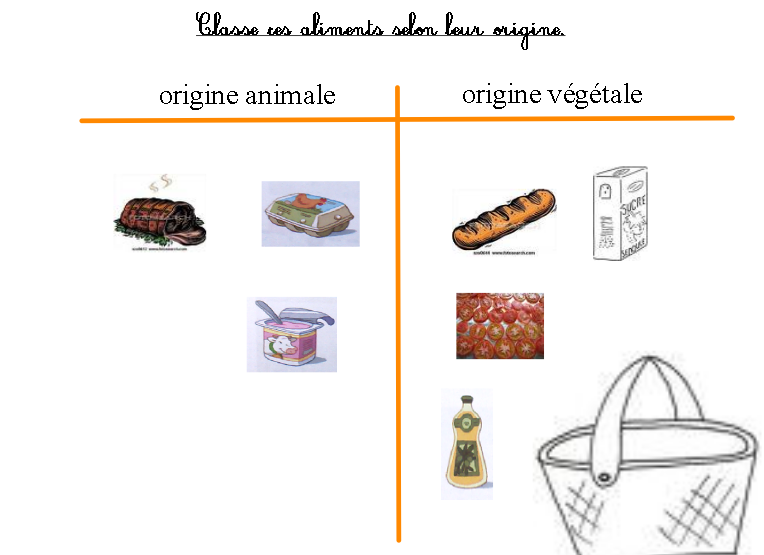 Classe ces aliments selon leur origine.
origine animale
origine végétale
SUCRE